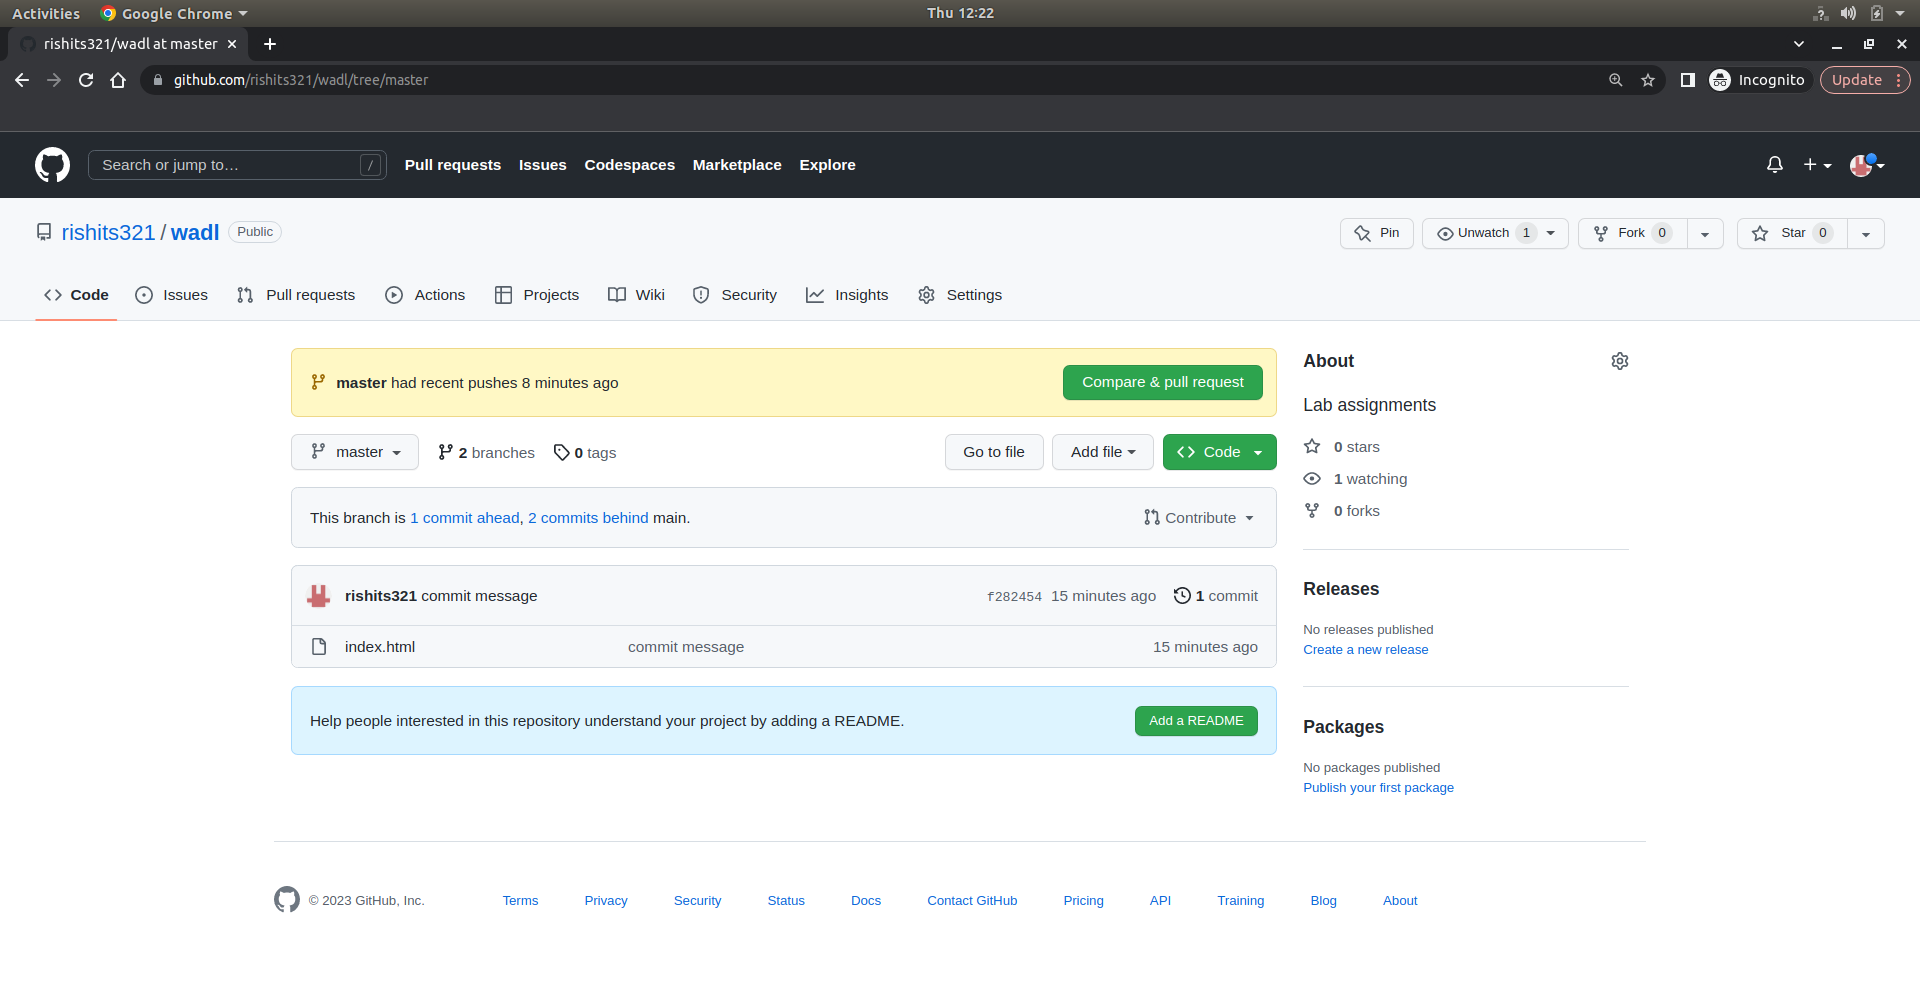 Activities Google Chrome Thu 12:22
rishits321/wadl at master
github.com/rishits321/wadl/tree/master Incognito Update
Search or jump to... / Pull requests Issues Codespaces Marketplace Explore
rishits321 / wadl Public Pin Unwatch 1 Fork 0 Star 0
Code Issues Pull requests Actions Projects Wiki Security Insights Settings
master had recent pushes 8 minutes ago Compare & pull request
About
Lab assignments
master 2 branches 0 tags Go to file Add file Code
0 stars
1 watching
0 forks
This branch is 1 commit ahead, 2 commits behind main. Contribute
rishits321 commit message f282454 15 minutes ago 1 commit
index.html commit message 15 minutes ago
Releases
No releases published
Create a new release
Help people interested in this repository understand your project by adding a README. Add a README
Packages
No packages published
Publish your first package
© 2023 GitHub, Inc. Terms Privacy Security Status Docs Contact GitHub Pricing API Training Blog About